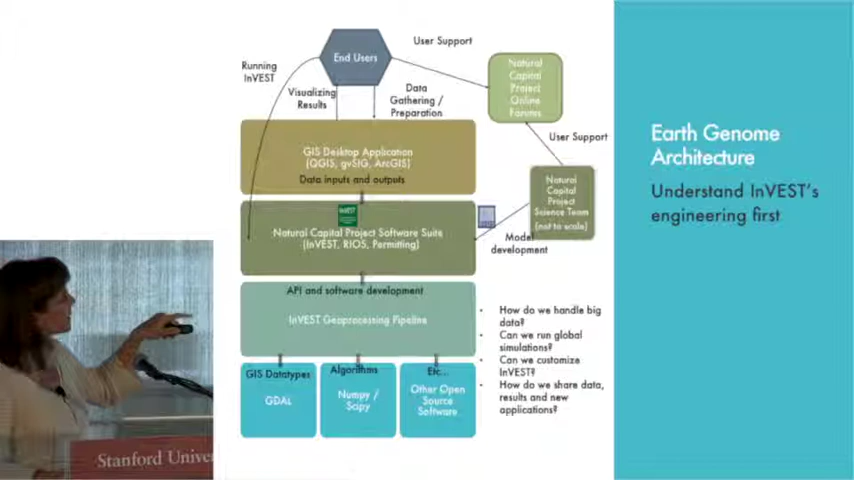 End Users
User Support
Running
InVEST
Visualizing
Results
Data
Gathering /
Preparation
Natural
Capital
Project
Online
Forums
User Support
GIS Desktop Application
(QGIS, gvSIG, ArcGIS)
Data inputs and outputs
Natural
Capital
Project
Science Team
(not to scale)
InVEST
Natural Capital Project Software Suite
(InVEST, RIOS, Permitting)
Model
development
API and software development
InVEST Geoprocessing Pipeline
GIS Datatypes
GDAL
Algorithms
Numpy /
Scipy
Etc...
Other Open
Source
Software
• How do we handle big
data?
• Can we run global
simulations?
• Can we customize
InVEST?
• How do we share data,
results and new
applications?
Earth Genome
Architecture
Understand InVEST's
engineering first
Stanford Univer